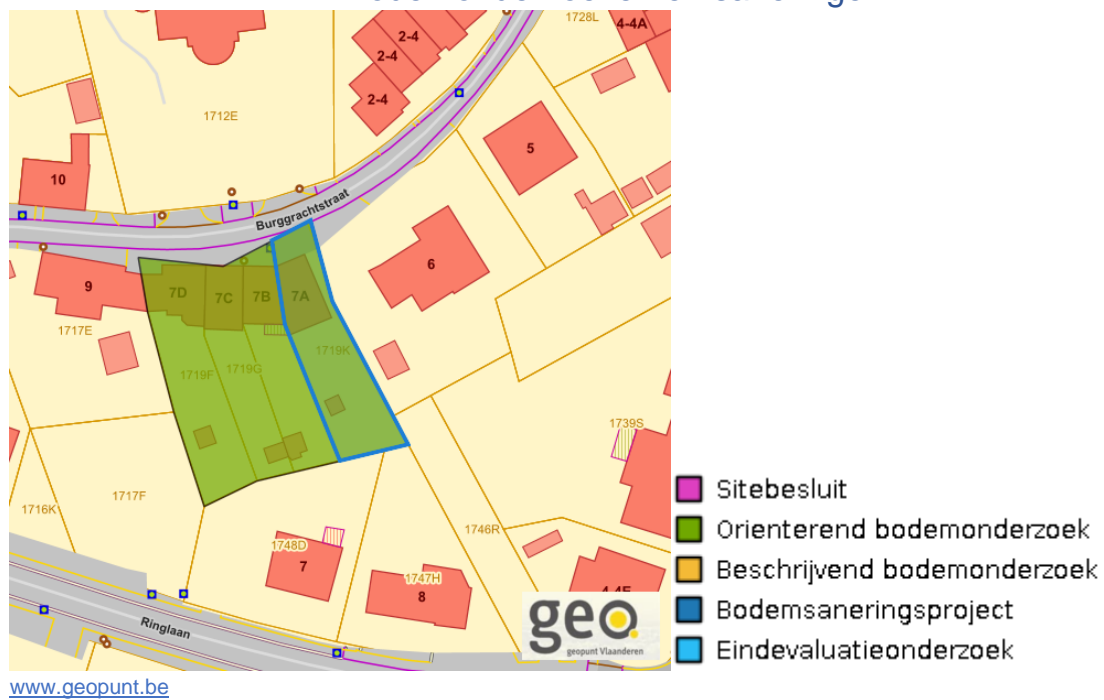 1728L
4-4A
2-4
2-4
2-4
1712E
5
10
Burggrachtstraat
6
9
7D
7C
7B
7A
1717E
1719K
1719F
1719G
1739S
1717F
1716K
1746R
1748D
7
1747H
8
Ringlaan
geo
geopunt Vlaanderen
Sitebesluit
Orienterend bodemonderzoek
Beschrijvend bodemonderzoek
Bodemsaneringsproject
Eindevaluatieonderzoek
www.geopunt.be